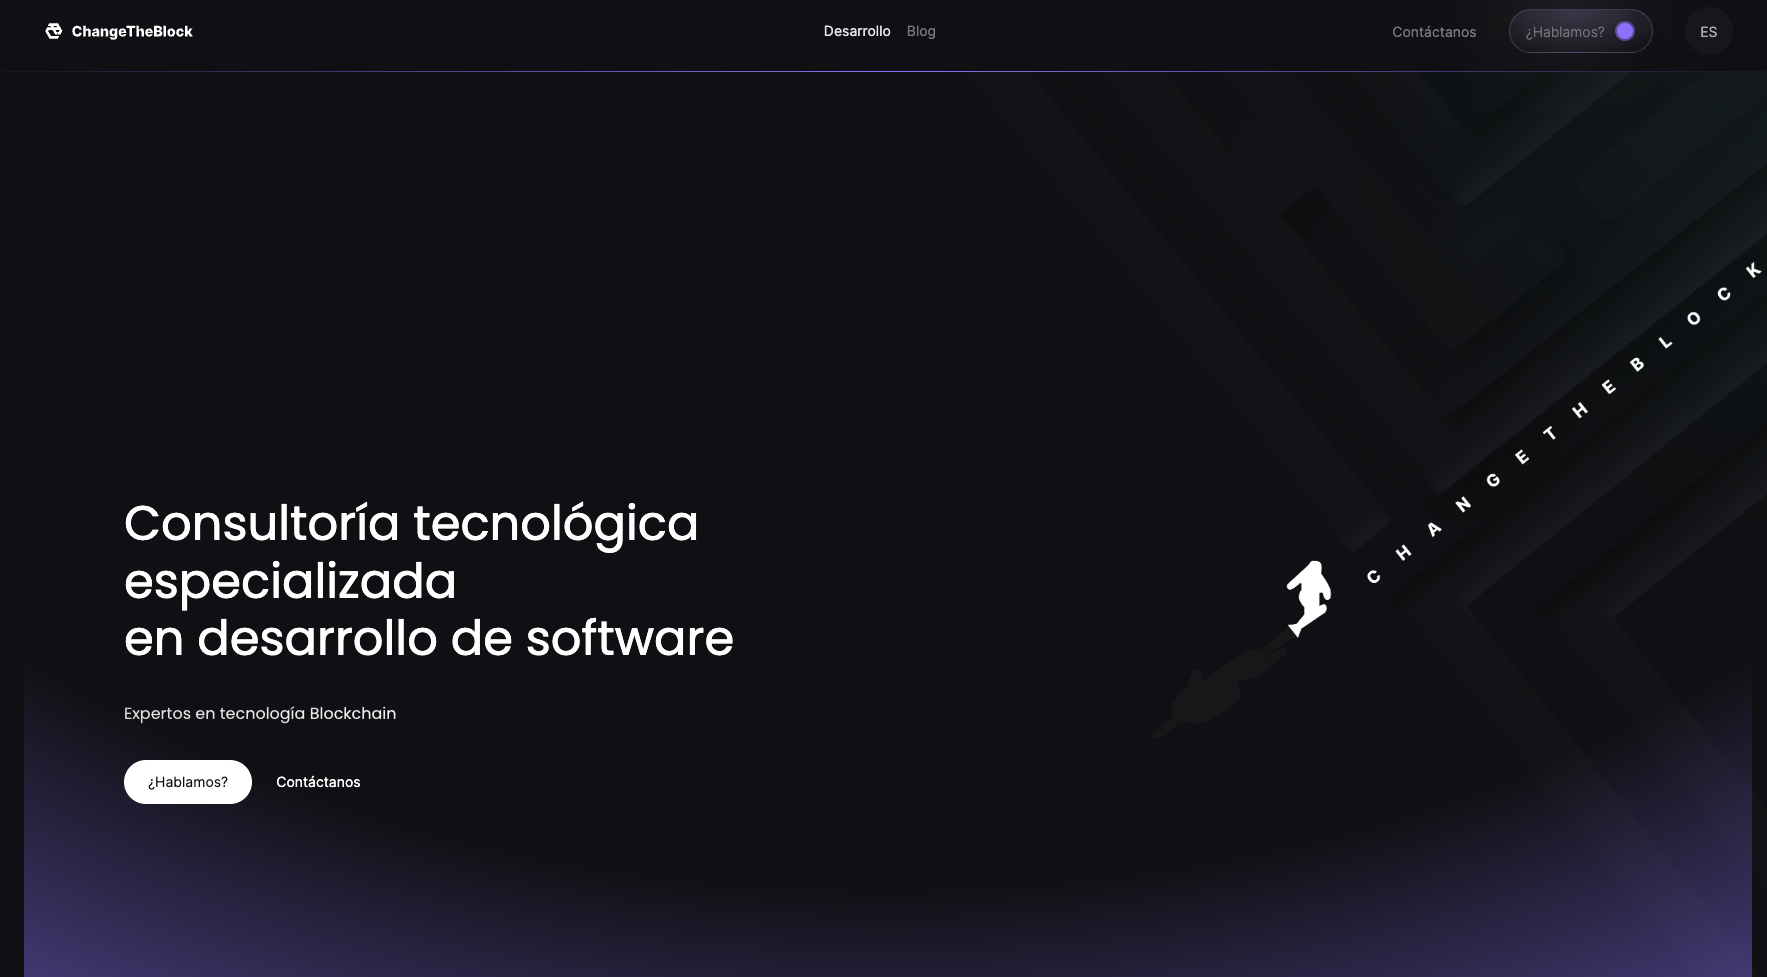 ChangeTheBlock
Desarrollo
Blog
Contáctanos
¿Hablamos?
ES
CHANGETHEBLOCK
Consultoría tecnológica
especializada
en desarrollo de software
Expertos en tecnología Blockchain
¿Hablamos?
Contáctanos